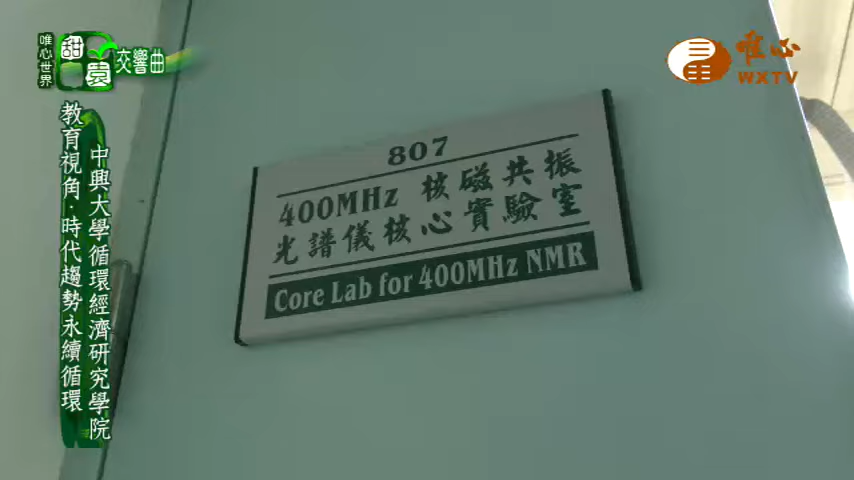 唯心世界
甜園交響曲
教育視角·時代趨勢永續循環
中興大學循環經濟研究學院
唯心
WXTV
807
400MHz 核磁共振
光譜儀核心實驗室
Core Lab for 400MHz NMR